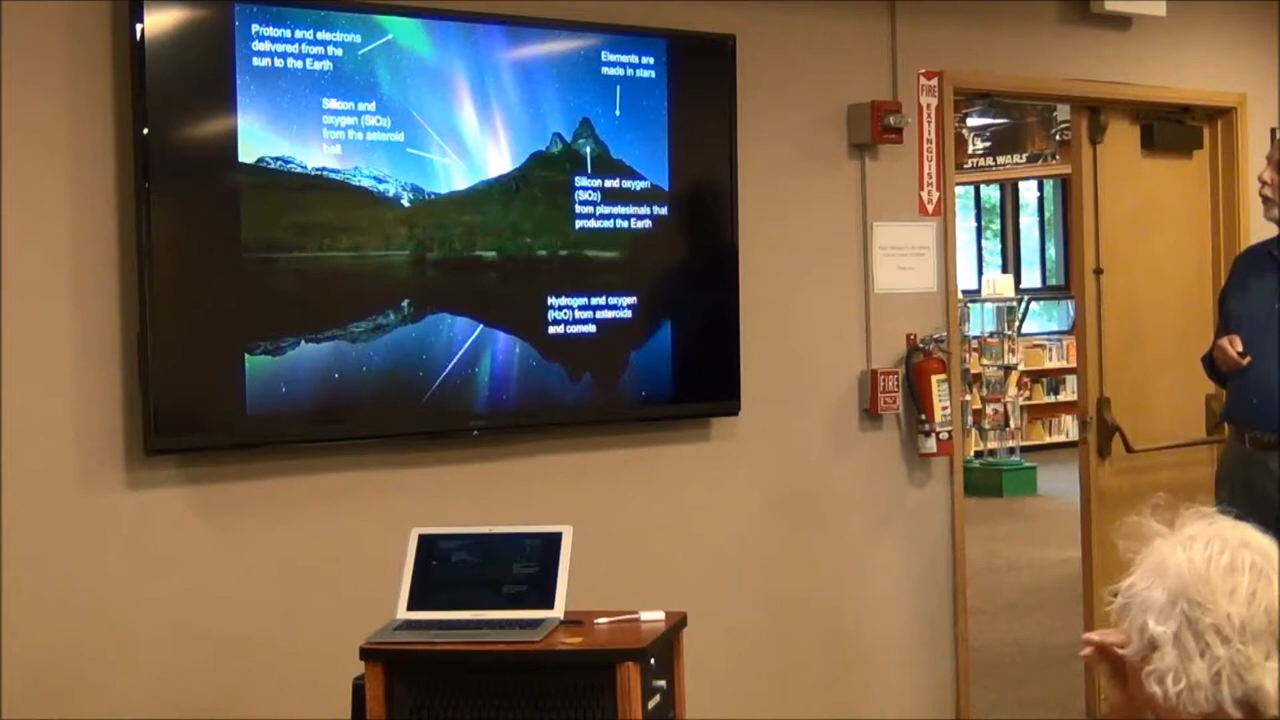 Protons and electrons
delivered from the
sun to the Earth
Elements are
made in stars
Silicon and
oxygen (SiO2)
from the asteroid
belt
Silicon and oxygen
(SiO2)
from planetesimals that
produced the Earth
Hydrogen and oxygen
(H2O) from asteroids
and comets
FIRE
EXTINGUISHER
STAR WARS
FIRE